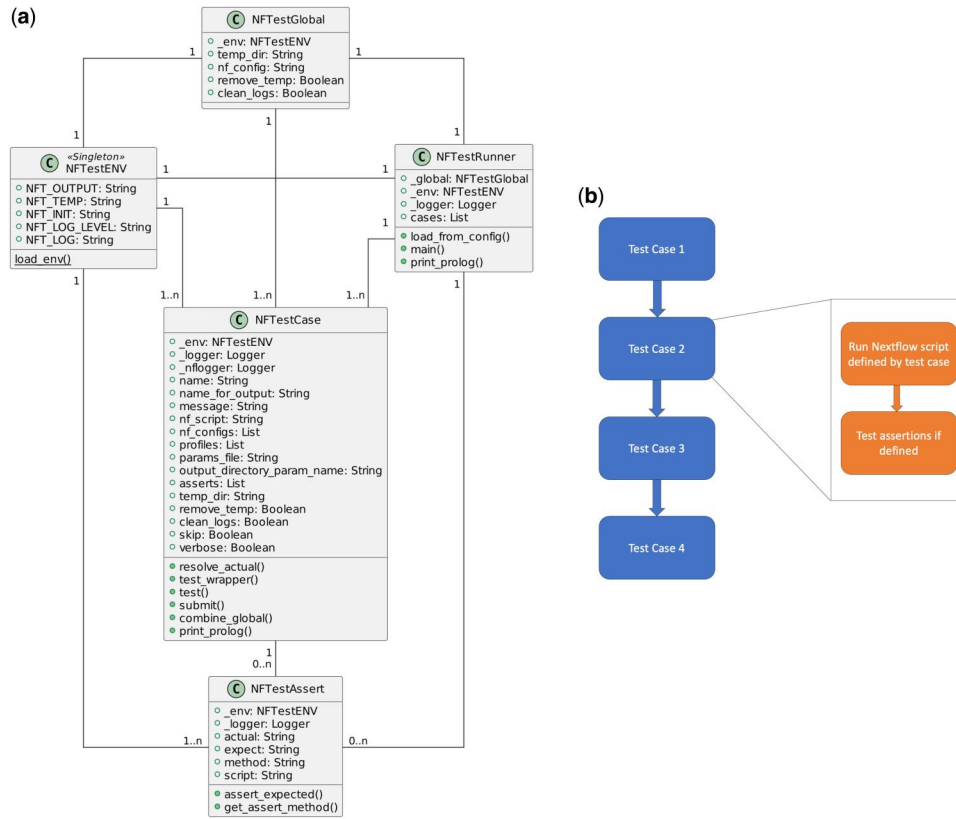 (a)
C NFTestGlobal
_env: NFTestENV
temp_dir: String
nf_config: String
remove_temp: Boolean
clean_logs: Boolean
1
1
1
1
1
«Singleton»
C NFTestENV
NFT_OUTPUT: String
NFT_TEMP: String
NFT_INIT: String
NFT_LOG_LEVEL: String
NFT_LOG: String
load_env()
1
1
1
1
C NFTestRunner
_global: NFTestGlobal
_env: NFTestENV
_logger: Logger
cases: List
load_from_config()
main()
print_prolog()
1
1
1..n
1..n
1..n
C NFTestCase
_env: NFTestENV
_logger: Logger
_nflogger: Logger
name: String
name_for_output: String
message: String
nf_script: String
nf_configs: List
profiles: List
params_file: String
output_directory_param_name: String
asserts: List
temp_dir: String
remove_temp: Boolean
clean_logs: Boolean
skip: Boolean
verbose: Boolean
resolve_actual()
test_wrapper()
test()
submit()
combine_global()
print_prolog()
1
0..n
C NFTestAssert
_env: NFTestENV
_logger: Logger
actual: String
expect: String
method: String
script: String
assert_expected()
get_assert_method()
1..n
0..n
(b)
Test Case 1
Test Case 2
Test Case 3
Test Case 4
Run Nextflow script
defined by test case
Test assertions if
defined